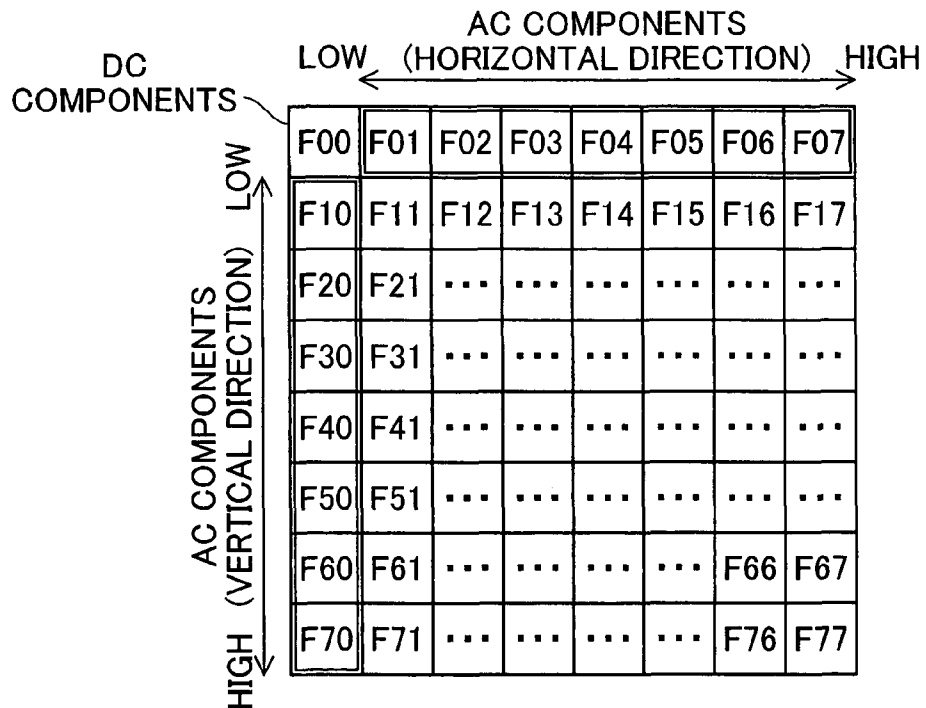 AC COMPONENTS
LOW (HORIZONTAL DIRECTION) HIGH
DC
COMPONENTS
F00 F01 F02 F03 F04 F05 F06 F07
F10 F11 F12 F13 F14 F15 F16 F17
F20 F21 ... ... ... ... ... ...
F30 F31 ... ... ... ... ... ...
F40 F41 ... ... ... ... ... ...
F50 F51 ... ... ... ... ... ...
F60 F61 ... ... ... ... F66 F67
F70 F71 ... ... ... ... F76 F77
AC COMPONENTS
HIGH (VERTICAL DIRECTION) LOW